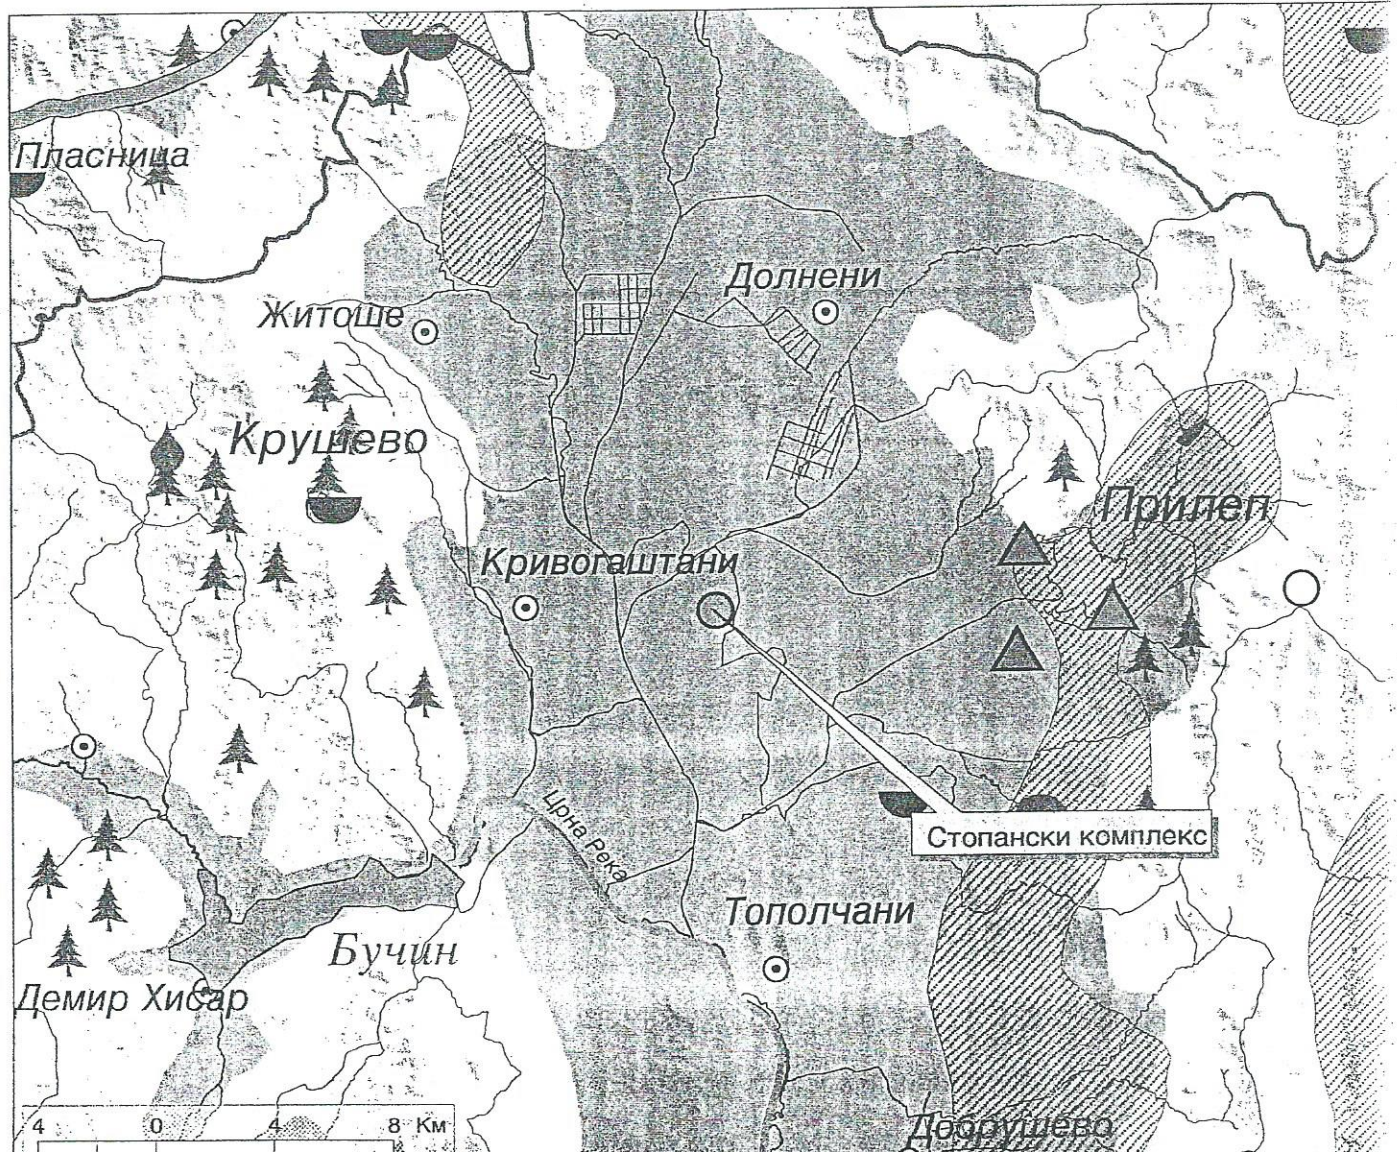 Пласница
Долнени
Житоше
Крушево
Прилеп
Кривогаштани
Црна Река
Стопански комплекс
Тополчани
Бучин
Демир Хисар
Добрушево
4 0 4 8 Км